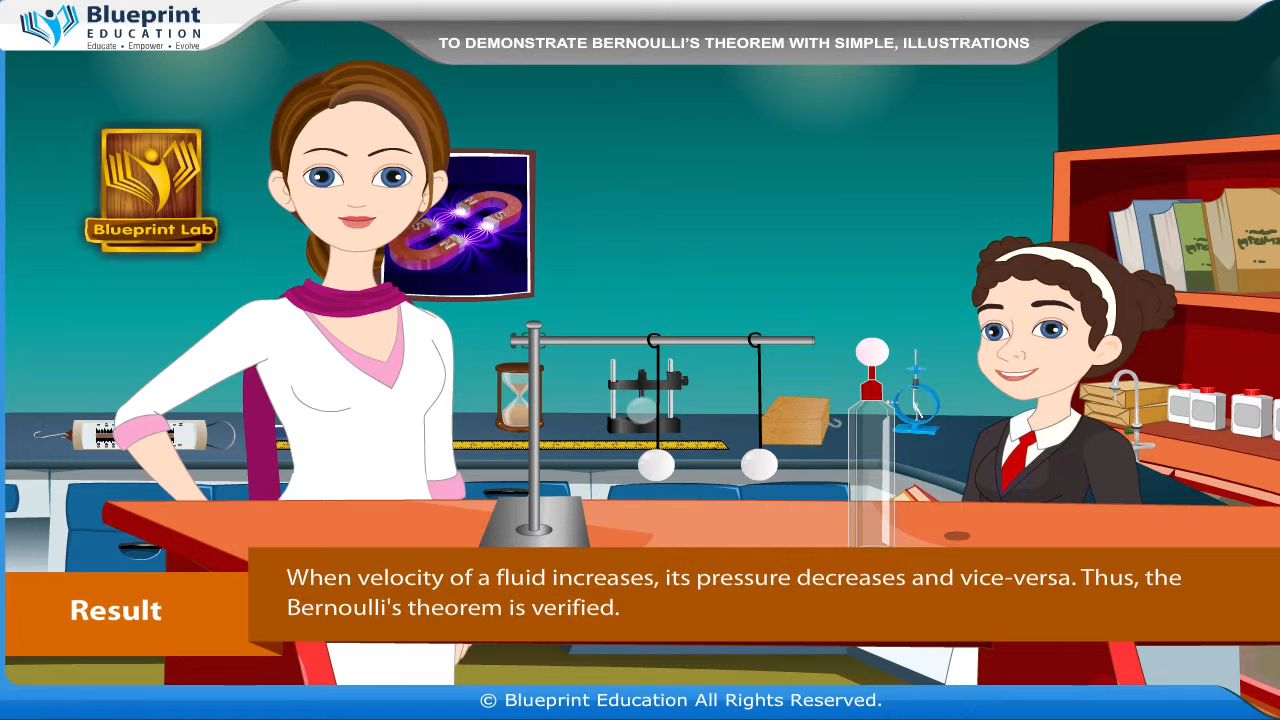 Blueprint
EDUCATION
Educate • Empower • Evolve
TO DEMONSTRATE BERNOULLI'S THEOREM WITH SIMPLE, ILLUSTRATIONS
Blueprint Lab
When velocity of a fluid increases, its pressure decreases and vice-versa. Thus, the
Bernoulli's theorem is verified.
Result
© Blueprint Education All Rights Reserved.